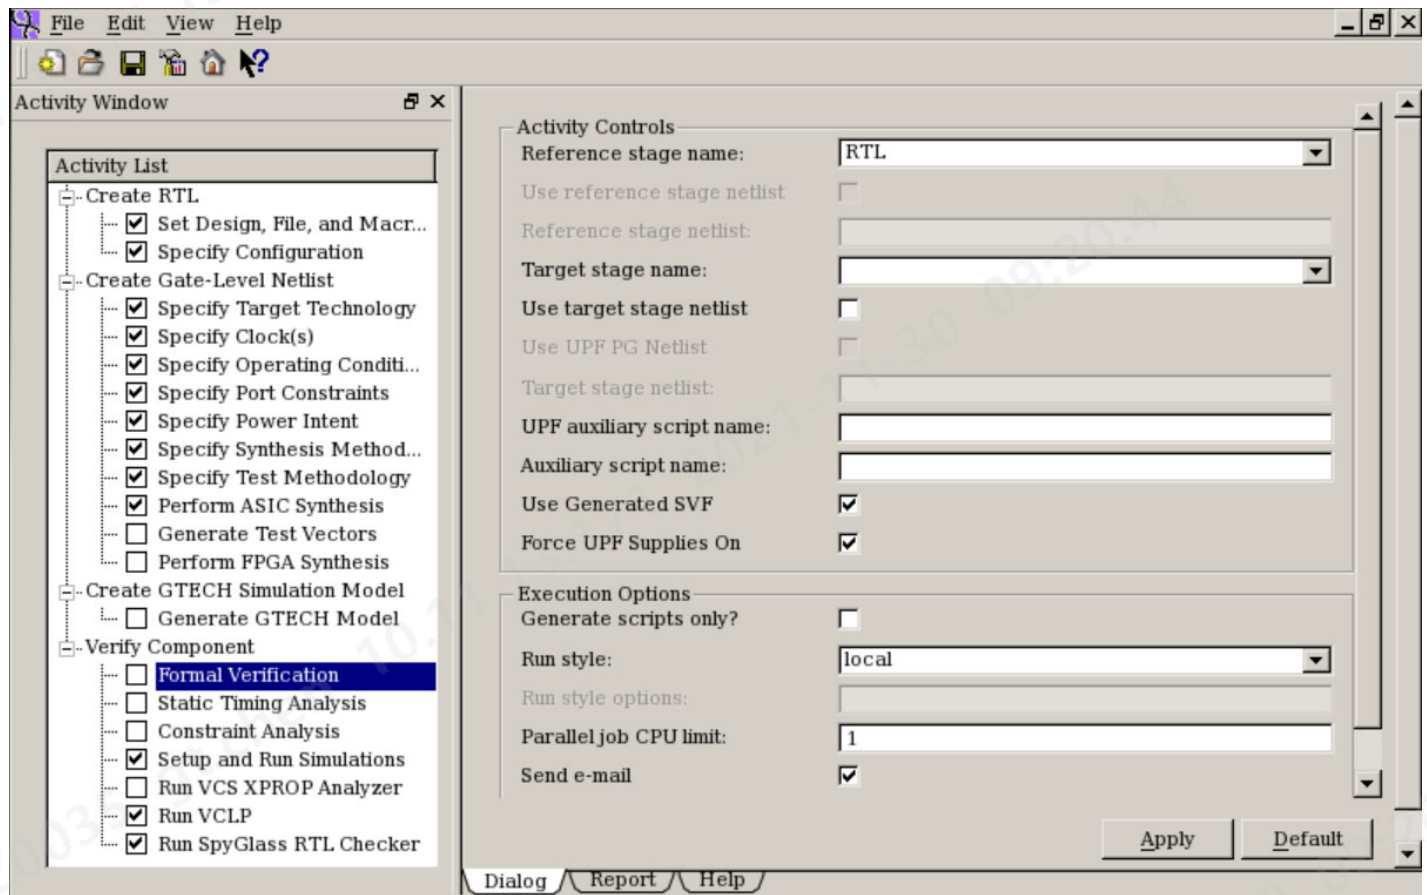 File Edit View Help
Activity Window
Activity List
Create RTL
Set Design, File, and Macr...
Specify Configuration
Create Gate-Level Netlist
Specify Target Technology
Specify Clock(s)
Specify Operating Conditi...
Specify Port Constraints
Specify Power Intent
Specify Synthesis Method...
Specify Test Methodology
Perform ASIC Synthesis
Generate Test Vectors
Perform FPGA Synthesis
Create GTECH Simulation Model
Generate GTECH Model
Verify Component
Formal Verification
Static Timing Analysis
Constraint Analysis
Setup and Run Simulations
Run VCS XPROP Analyzer
Run VCLP
Run SpyGlass RTL Checker
Activity Controls
Reference stage name: RTL
Use reference stage netlist
Reference stage netlist:
Target stage name:
Use target stage netlist
Use UPF PG Netlist
Target stage netlist:
UPF auxiliary script name:
Auxiliary script name:
Use Generated SVF
Force UPF Supplies On
Execution Options
Generate scripts only?
Run style: local
Run style options:
Parallel job CPU limit: 1
Send e-mail
Apply Default
Dialog Report Help
2021-11-30 09:20:44